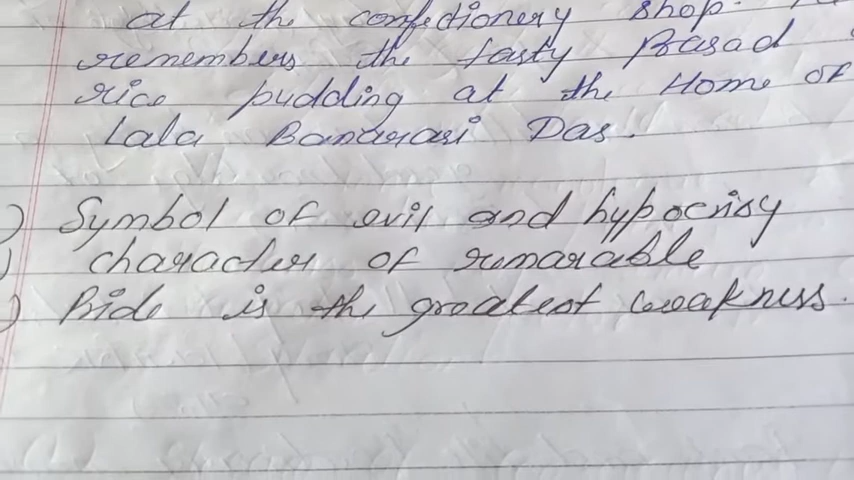 at the confectionery shop.
remembers the tasty Prasad
rice pudding at the Home OF
Lala Banarasi Das.
) Symbol of evil and hypocrisy
) character of remarable
) Pride is the greatest weakness.